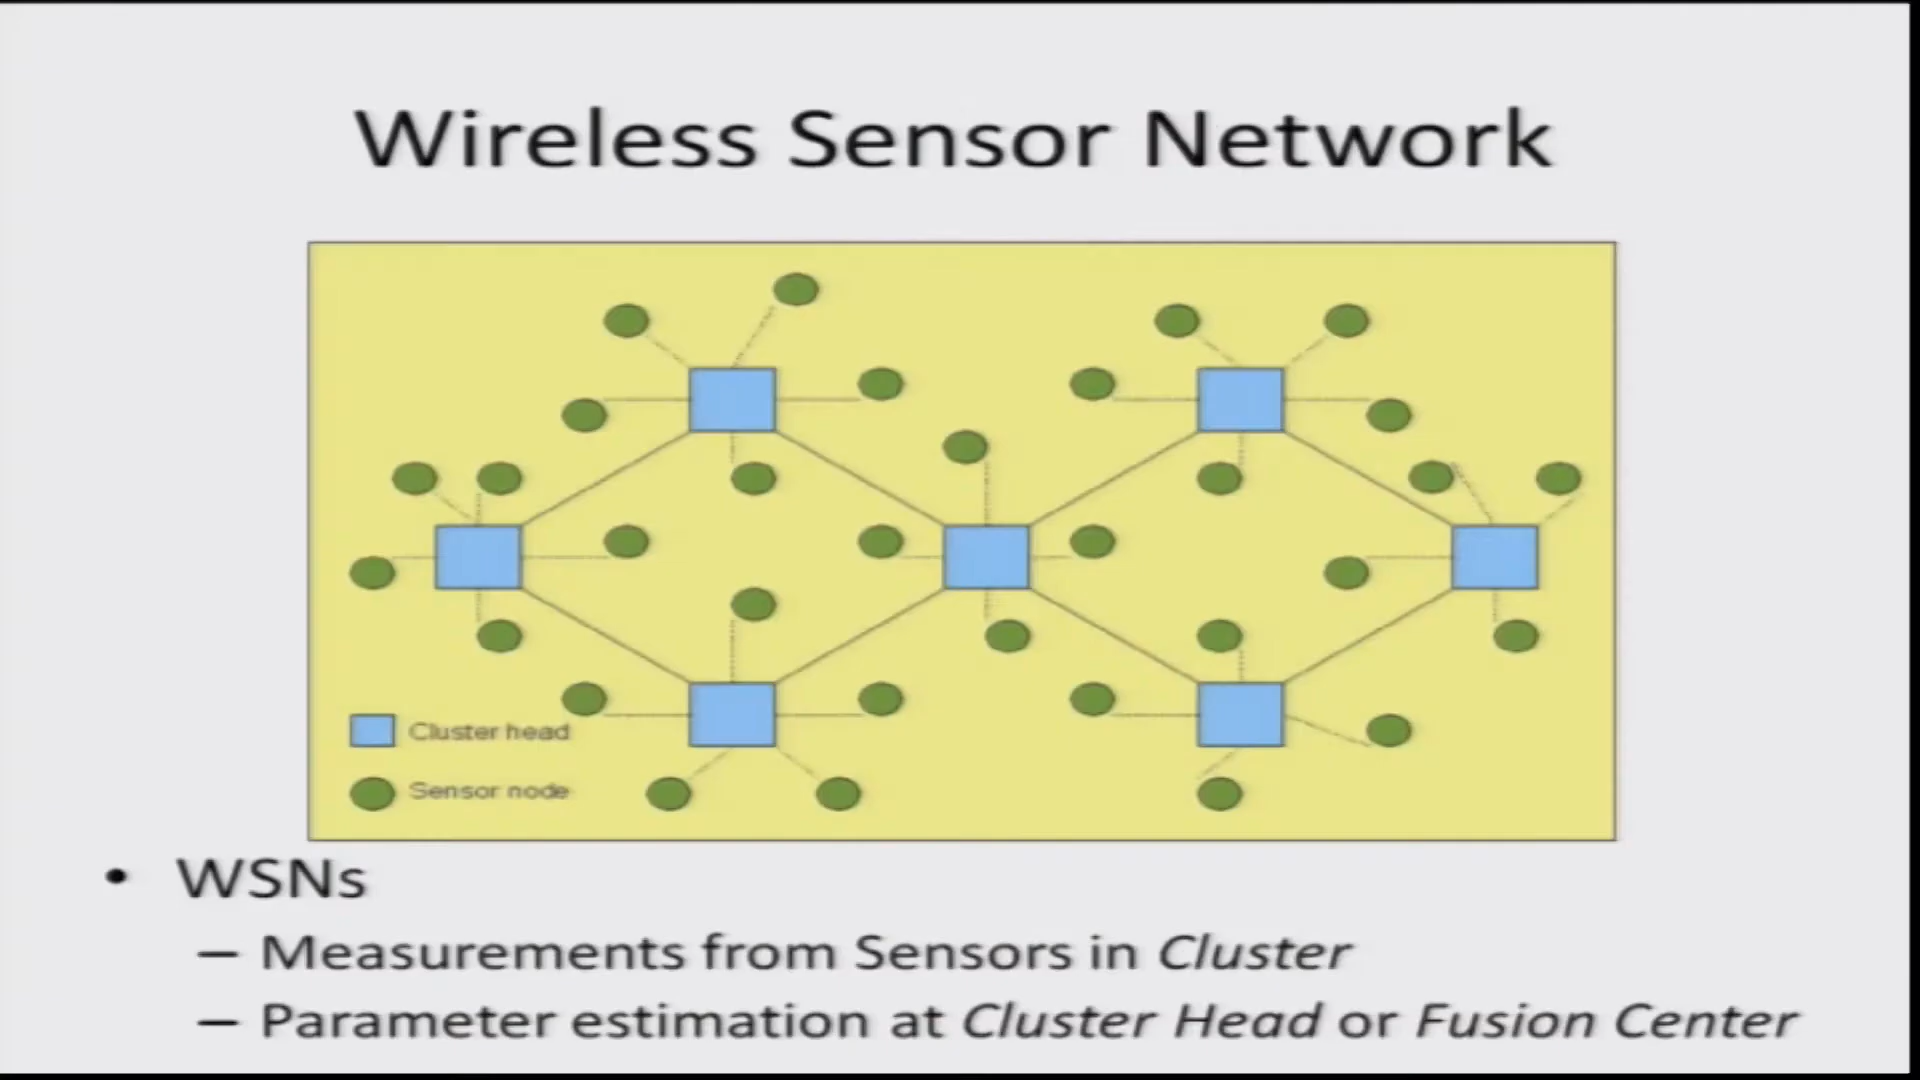 Wireless Sensor Network
Cluster head
Sensor node
• WSNs
– Measurements from Sensors in Cluster
– Parameter estimation at Cluster Head or Fusion Center